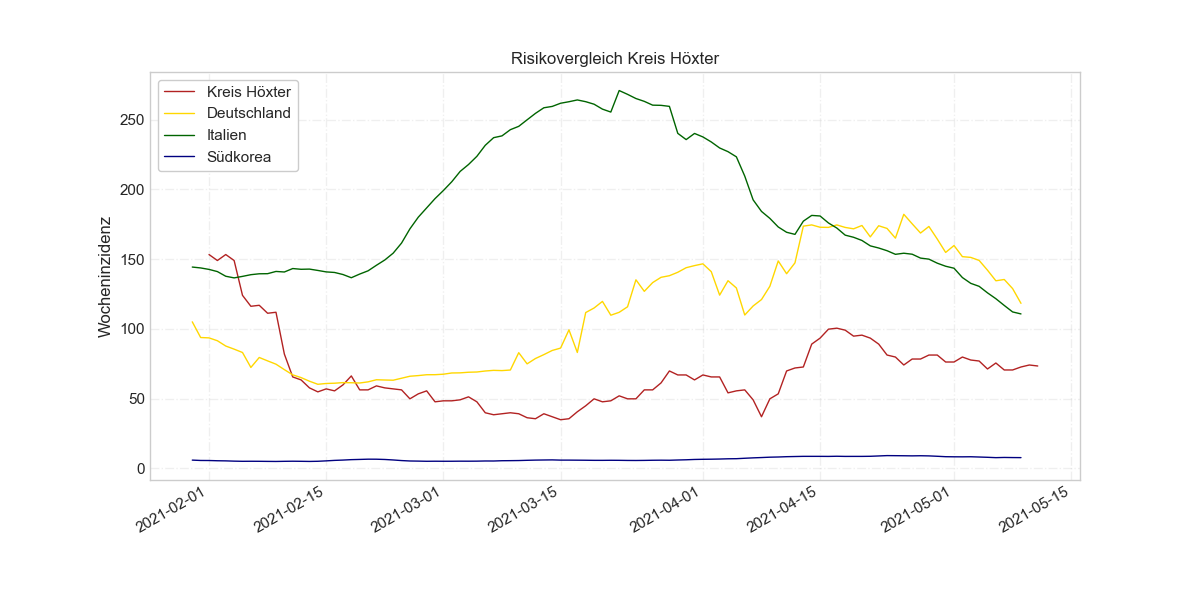 Risikovergleich Kreis Höxter
Kreis Höxter
Deutschland
Italien
Südkorea
Wocheninzidenz
250
200
150
100
50
0
2021-02-01
2021-02-15
2021-03-01
2021-03-15
2021-04-01
2021-04-15
2021-05-01
2021-05-15